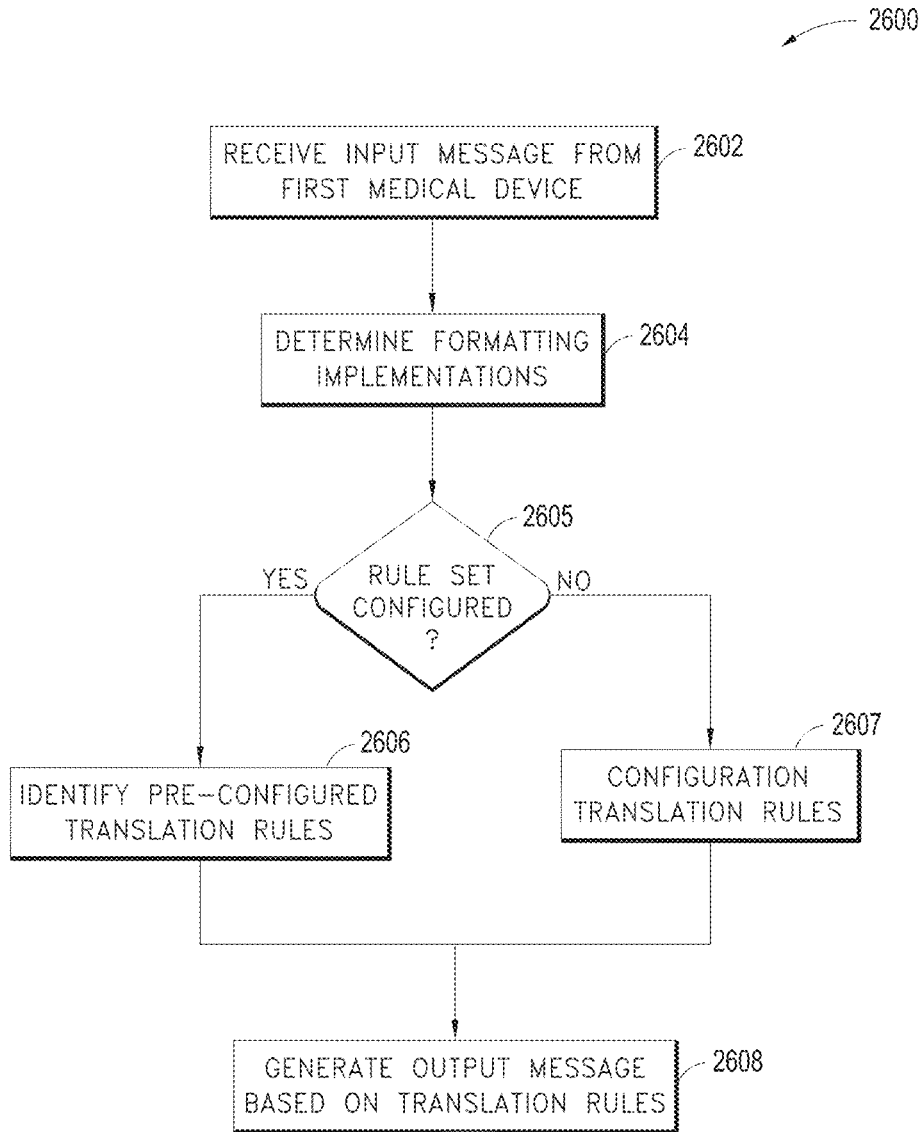 2600
RECEIVE INPUT MESSAGE FROM
FIRST MEDICAL DEVICE
2602
DETERMINE FORMATTING
IMPLEMENTATIONS
2604
2605
YES
RULE SET
CONFIGURED
?
NO
2606
IDENTIFY PRE-CONFIGURED
TRANSLATION RULES
2607
CONFIGURATION
TRANSLATION RULES
GENERATE OUTPUT MESSAGE
BASED ON TRANSLATION RULES
2608